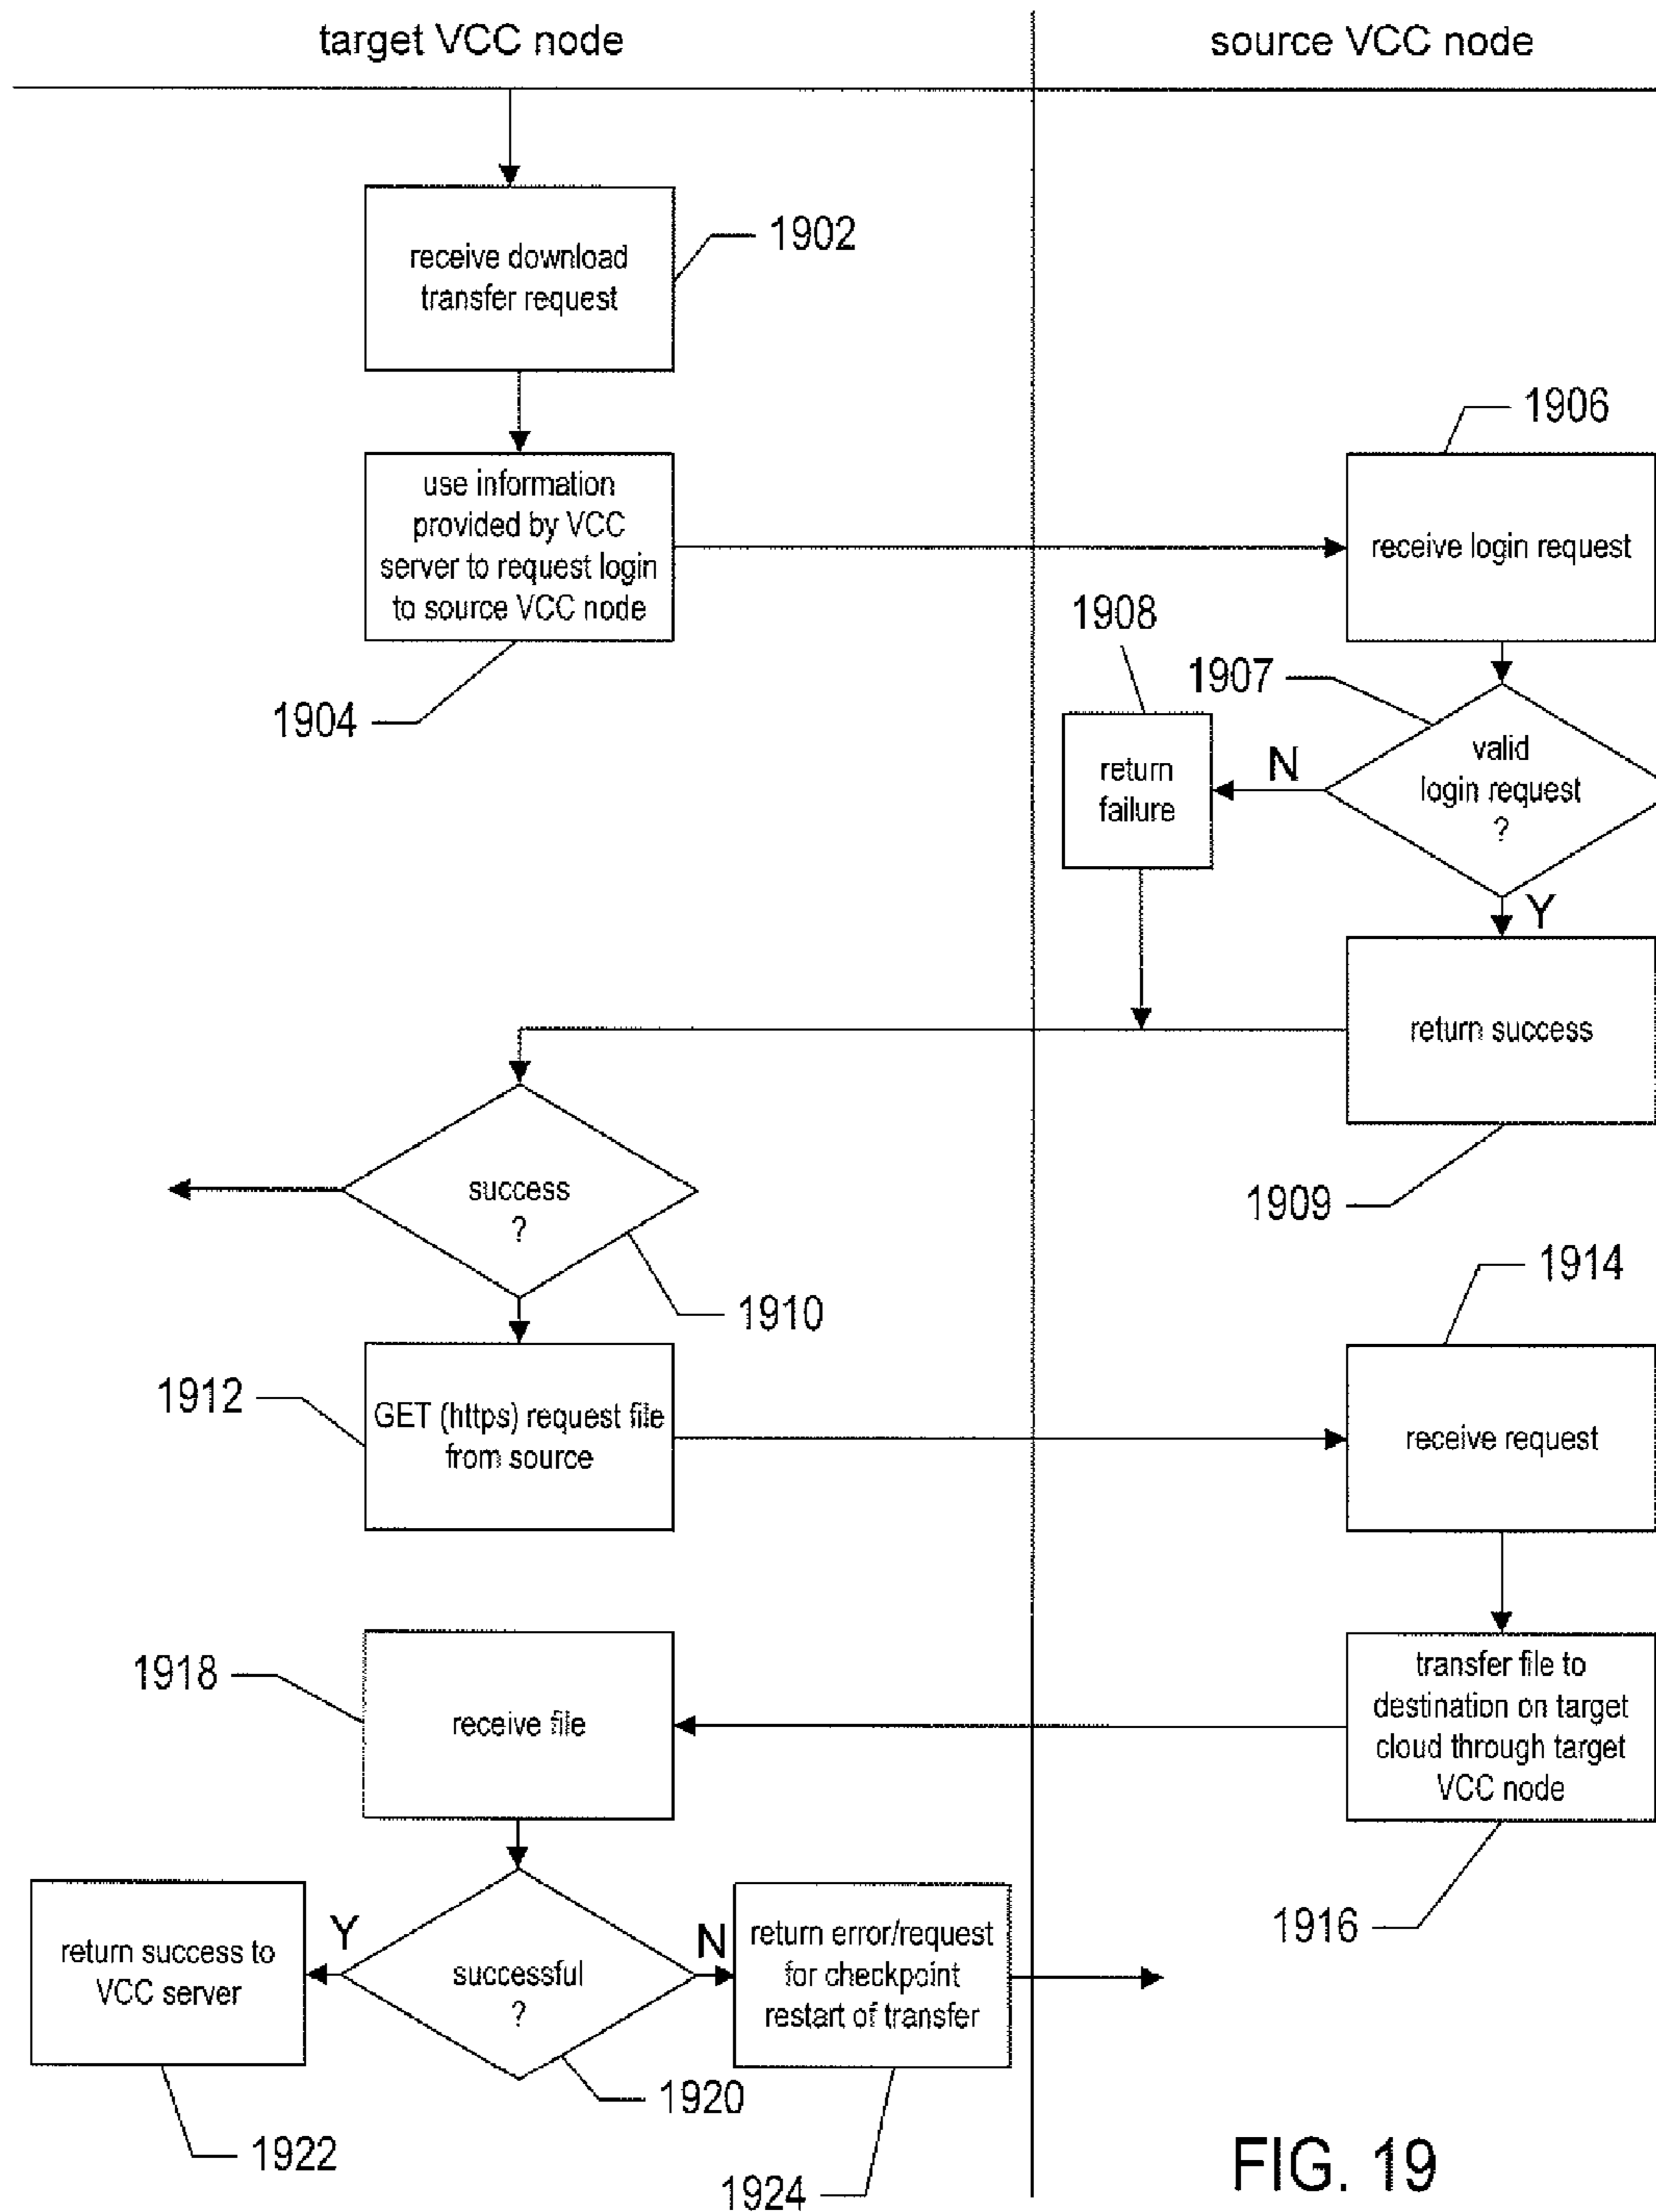 target VCC node
source VCC node
receive download
transfer request
1902
use information
provided by VCC
server to request login
to source VCC node
1904
1906
receive login request
1907
valid
login request
?
N
1908
return
failure
Y
return success
1909
success
?
1910
1912
GET (https) request file
from source
1914
receive request
transfer file to
destination on target
cloud through target
VCC node
1916
1918
receive file
successful
?
1920
Y
return success to
VCC server
1922
N
return error/request
for checkpoint
restart of transfer
1924
FIG. 19